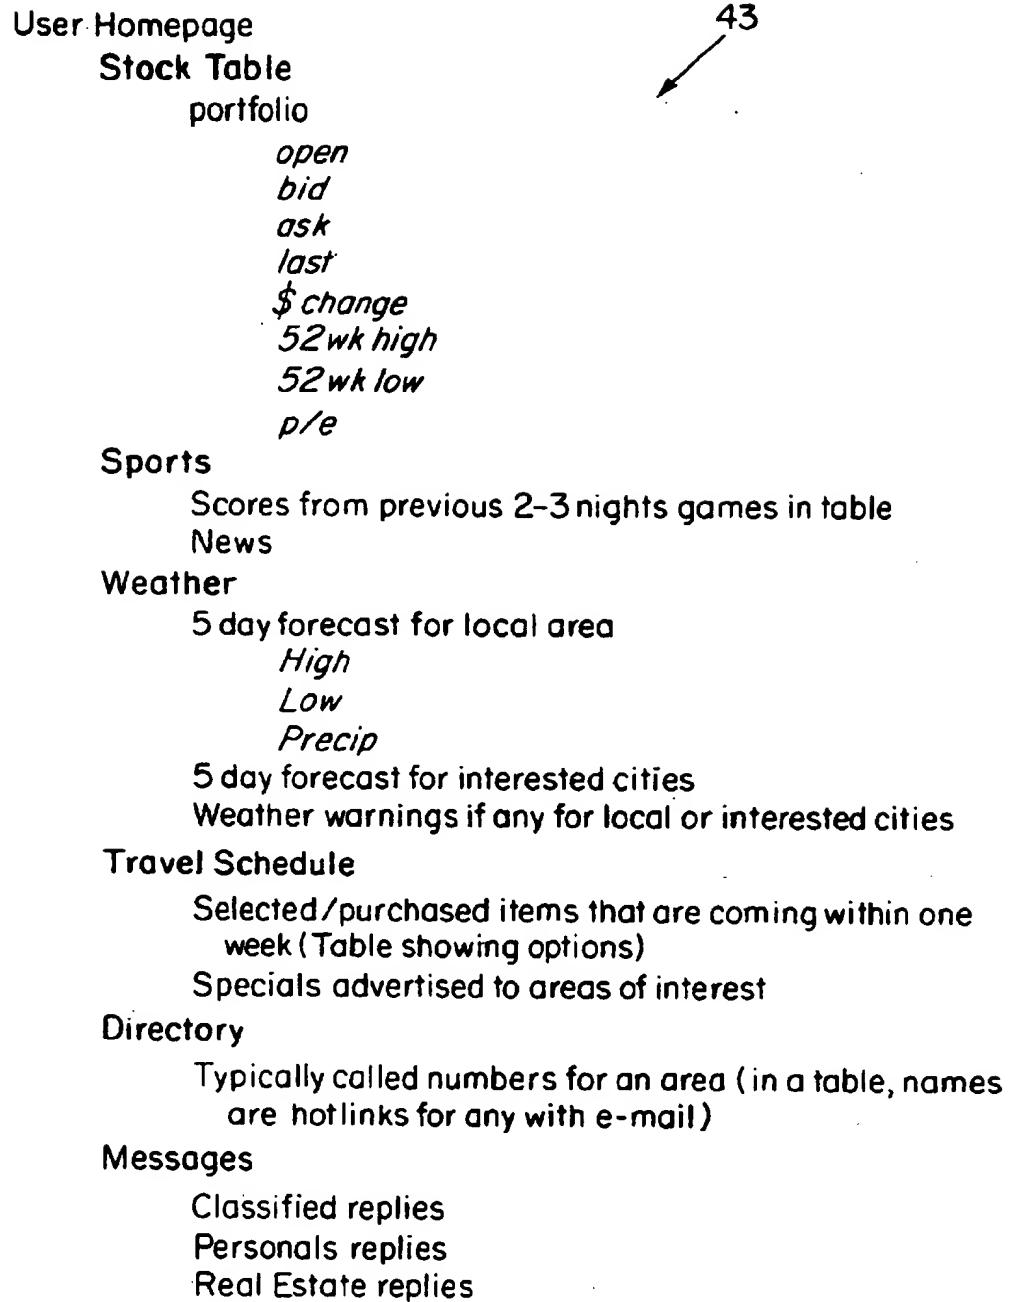 User Homepage
43
Stock Table
portfolio
open
bid
ask
last
$ change
52 wk high
52 wk low
p/e
Sports
Scores from previous 2-3 nights games in table
News
Weather
5 day forecast for local area
High
Low
Precip
5 day forecast for interested cities
Weather warnings if any for local or interested cities
Travel Schedule
Selected/purchased items that are coming within one
week (Table showing options)
Specials advertised to areas of interest
Directory
Typically called numbers for an area (in a table, names
are hotlinks for any with e-mail)
Messages
Classified replies
Personals replies
Real Estate replies